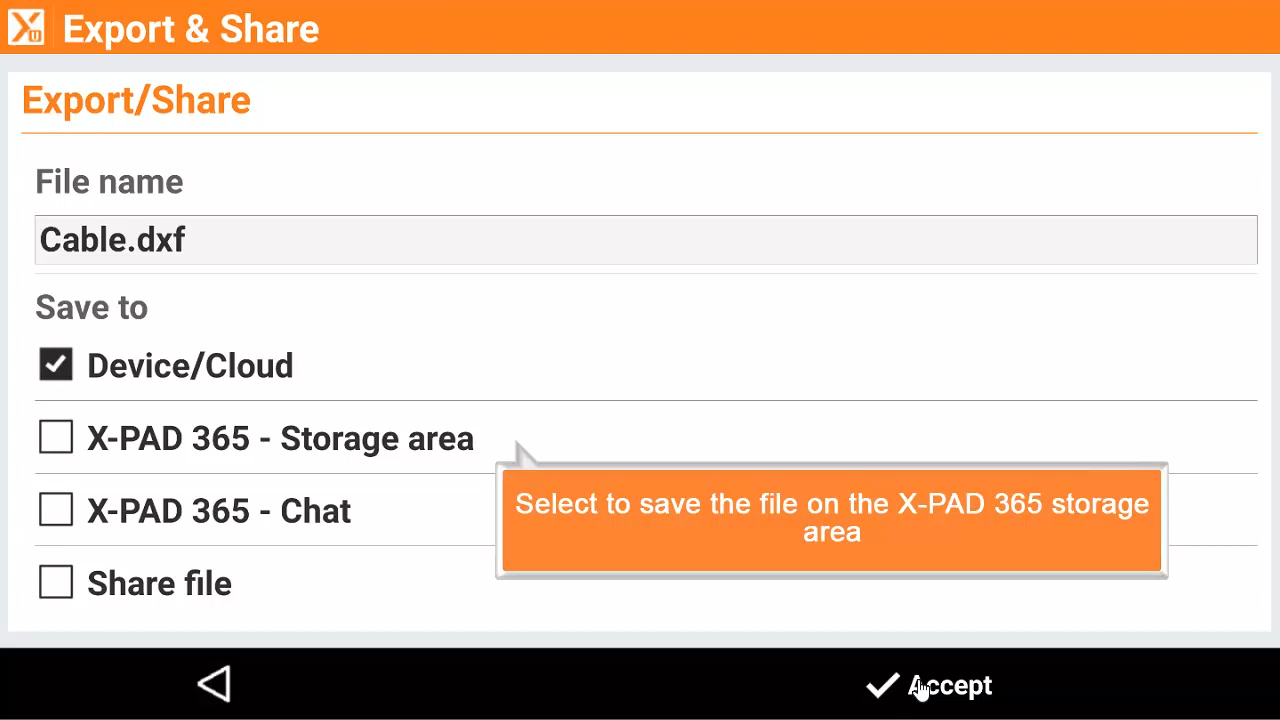 Export & Share
Export/Share
File name
Cable.dxf
Save to
Device/Cloud
X-PAD 365 - Storage area
X-PAD 365 - Chat
Select to save the file on the X-PAD 365 storage
area
Share file
Accept